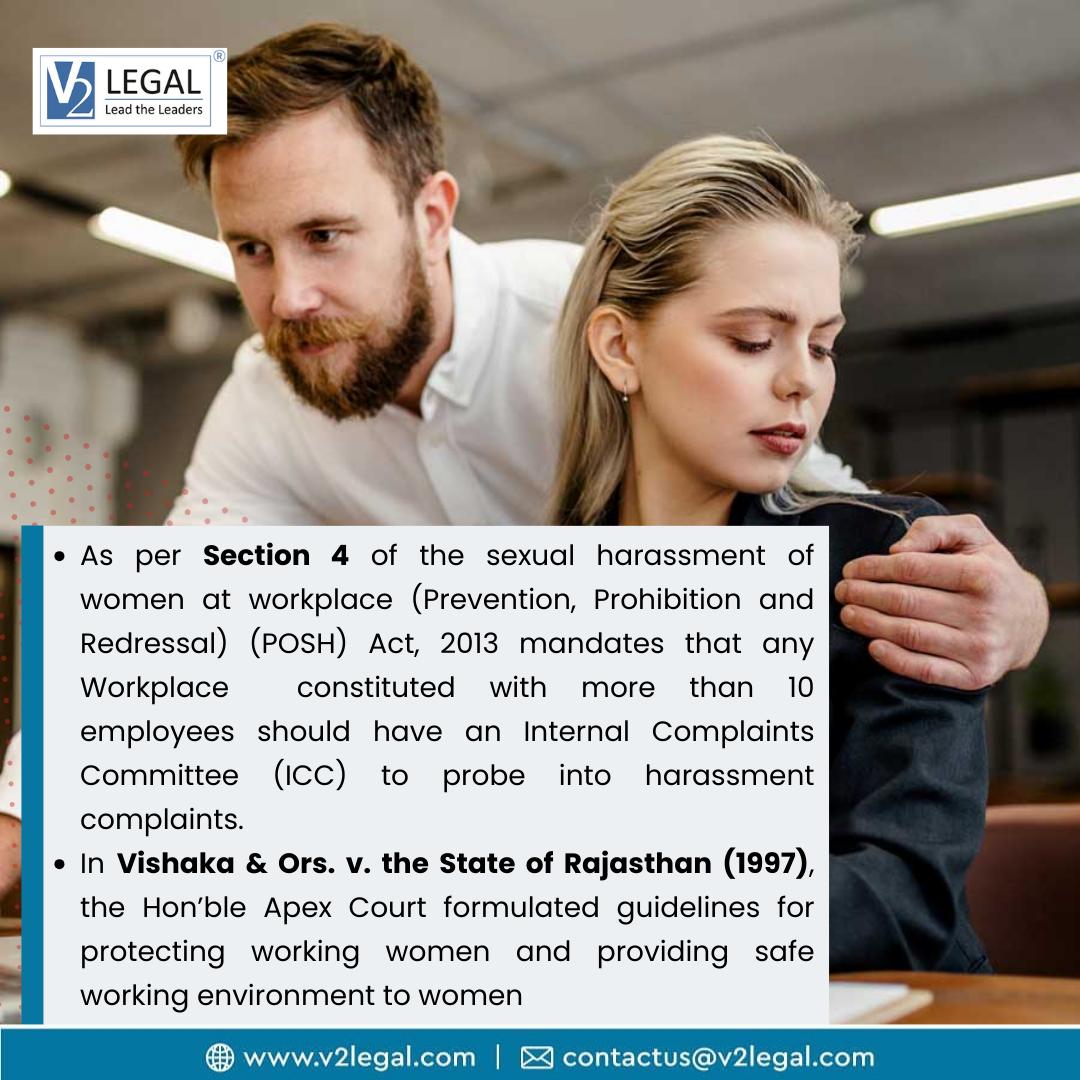 V2 LEGAL ®
Lead the Leaders
• As per Section 4 of the sexual harassment of
women at workplace (Prevention, Prohibition and
Redressal) (POSH) Act, 2013 mandates that any
Workplace constituted with more than 10
employees should have an Internal Complaints
Committee (ICC) to probe into harassment
complaints.
• In Vishaka & Ors. v. the State of Rajasthan (1997),
the Hon’ble Apex Court formulated guidelines for
protecting working women and providing safe
working environment to women
www.v2legal.com | contactus@v2legal.com